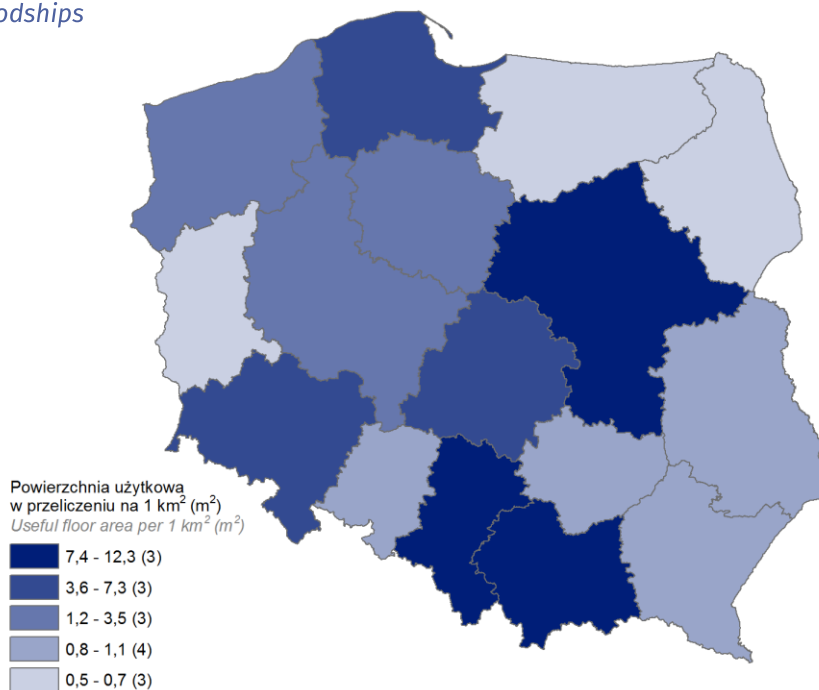 odships
Powierzchnia użytkowa
w przeliczeniu na 1 km² (m²)
Useful floor area per 1 km² (m²)
7,4 - 12,3 (3)
3,6 - 7,3 (3)
1,2 - 3,5 (3)
0,8 - 1,1 (4)
0,5 - 0,7 (3)